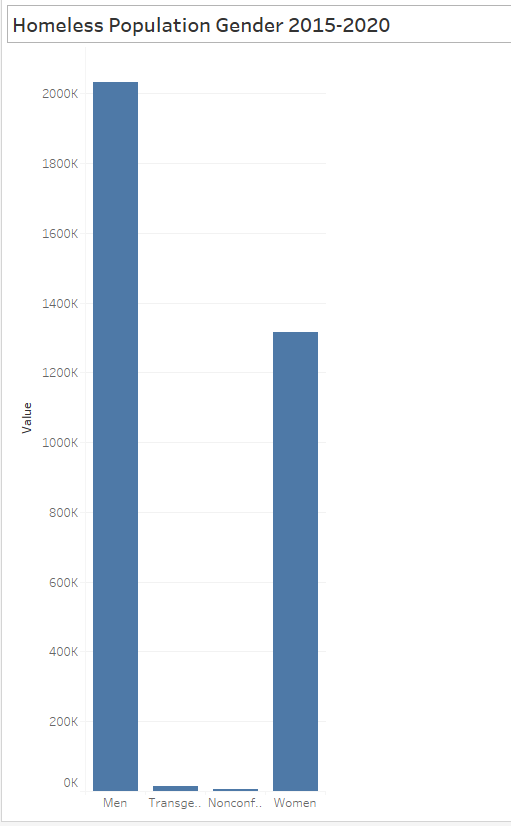 Homeless Population Gender 2015-2020
2000K
1800K
1600K
1400K
1200K
1000K
800K
600K
400K
200K
0K
Value
Men Transge.. Nonconf.. Women